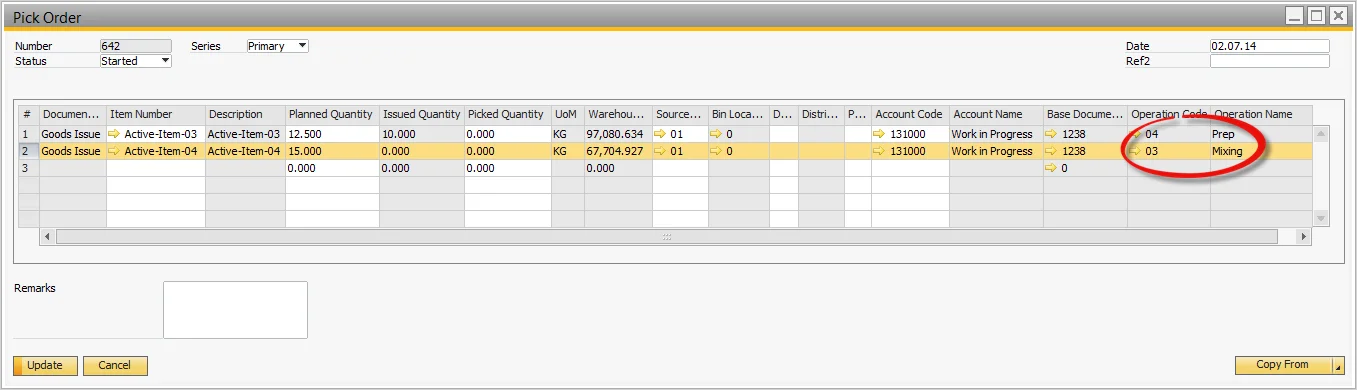 Pick Order
Number 642 Series Primary Date 02.07.14
Status Started Ref2
# Documen... Item Number Description Planned Quantity Issued Quantity Picked Quantity UoM Warehou... Source... Bin Loca... D... Distri... P... Account Code Account Name Base Docume... Operation Code Operation Name
1 Goods Issue Active-Item-03 Active-Item-03 12.500 10.000 0.000 KG 97,080.634 01 0 131000 Work in Progress 1238 04 Prep
2 Goods Issue Active-Item-04 Active-Item-04 15.000 0.000 0.000 KG 67,704.927 01 0 131000 Work in Progress 1238 03 Mixing
3 0.000 0.000 0.000 0.000 0
Remarks
Update Cancel Copy From